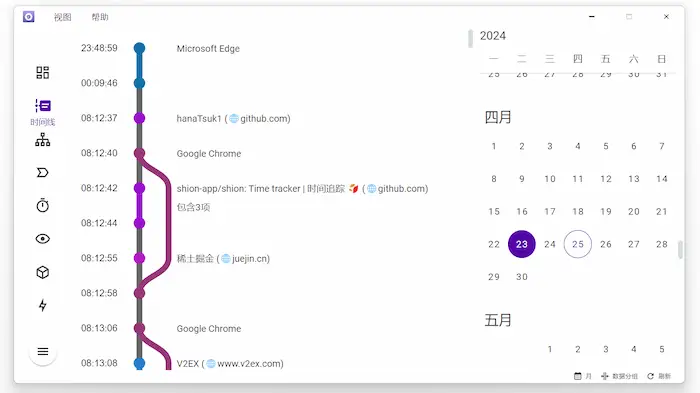 视图 帮助
时间线
23:48:59 Microsoft Edge
00:09:46
08:12:37 hanaTsuk1 (🌐github.com)
08:12:40 Google Chrome
08:12:42 shion-app/shion: Time tracker | 时间追踪 (🌐github.com)
包含3项
08:12:44
08:12:55 稀土掘金 (🌐juejin.cn)
08:12:58
08:13:06 Google Chrome
08:13:08 V2EX (🌐www.v2ex.com)
2024
一 二 三 四 五 六 日
25 26 27 28 29 30 31
四月
1 2 3 4 5 6 7
8 9 10 11 12 13 14
15 16 17 18 19 20 21
22 23 24 25 26 27 28
29 30
五月
1 2 3 4 5
月 数据分组 刷新